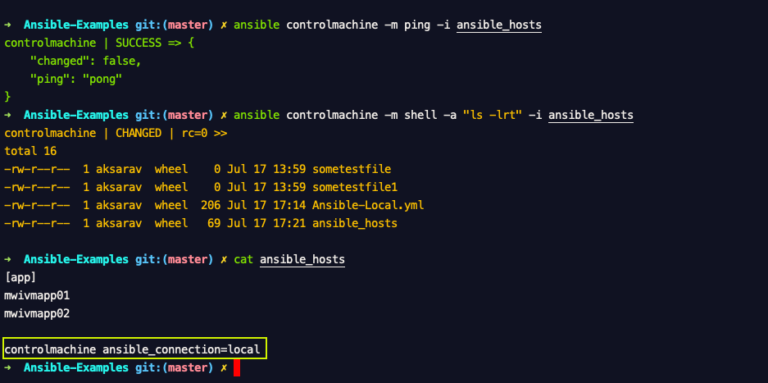 ➜ Ansible-Examples git:(master) ✗ ansible controlmachine -m ping -i ansible_hosts
controlmachine | SUCCESS => {
    "changed": false,
    "ping": "pong"
}
➜ Ansible-Examples git:(master) ✗ ansible controlmachine -m shell -a "ls -lrt" -i ansible_hosts
controlmachine | CHANGED | rc=0 >>
total 16
-rw-r--r--  1 aksarav  wheel    0 Jul 17 13:59 sometestfile
-rw-r--r--  1 aksarav  wheel    0 Jul 17 13:59 sometestfile1
-rw-r--r--  1 aksarav  wheel  206 Jul 17 17:14 Ansible-Local.yml
-rw-r--r--  1 aksarav  wheel   69 Jul 17 17:21 ansible_hosts
➜ Ansible-Examples git:(master) ✗ cat ansible_hosts
[app]
mwivmapp01
mwivmapp02
controlmachine ansible_connection=local
➜ Ansible-Examples git:(master) ✗